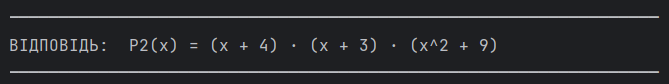 ВІДПОВІДЬ:  P2(x) = (x + 4) · (x + 3) · (x^2 + 9)